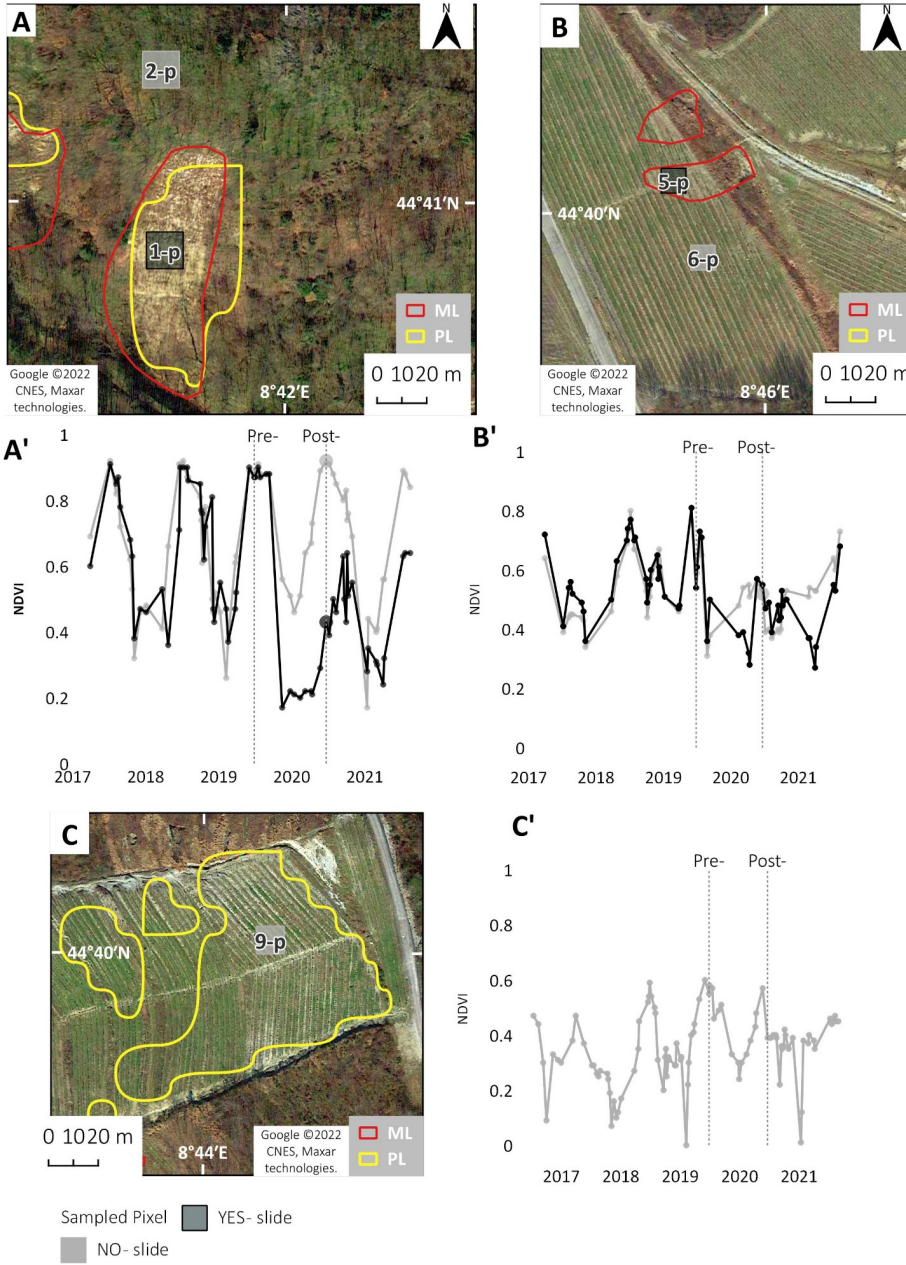 A
N
2-p
1-p
44°41′N
ML
PL
Google ©2022
CNES, Maxar
technologies.
8°42′E
0 1020 m
B
N
5-p
44°40′N
6-p
ML
PL
Google ©2022
CNES, Maxar
technologies.
8°46′E
0 1020 m
A'
Pre-
Post-
1
0.8
0.6
0.4
0.2
0
NDVI
2017
2018
2019
2020
2021
B'
Pre-
Post-
1
0.8
0.6
0.4
0.2
0
NDVI
2017
2018
2019
2020
2021
C
9-p
44°40′N
0 1020 m
8°44′E
Google ©2022
CNES, Maxar
technologies.
ML
PL
C'
Pre-
Post-
1
0.8
0.6
0.4
0.2
0
NDVI
2017
2018
2019
2020
2021
Sampled Pixel YES- slide
NO- slide